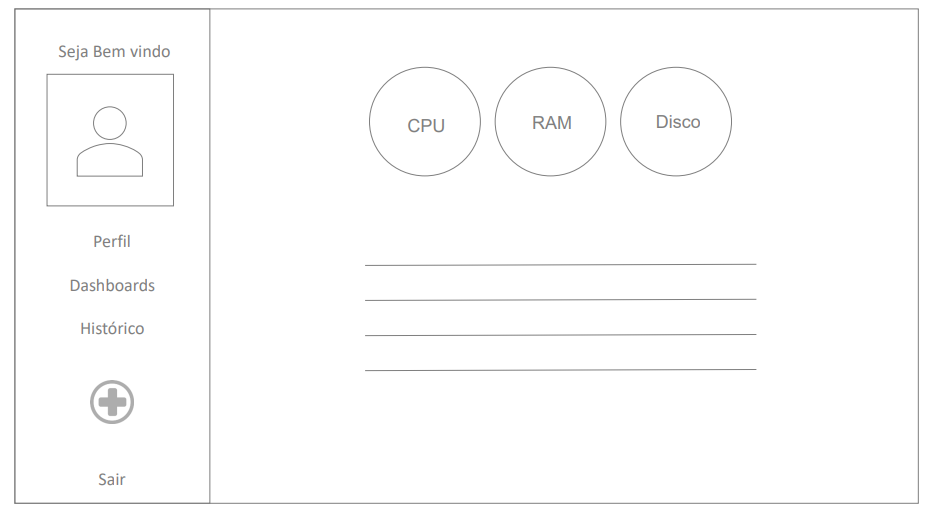 Seja Bem vindo
Perfil
Dashboards
Histórico
Sair
CPU
RAM
Disco